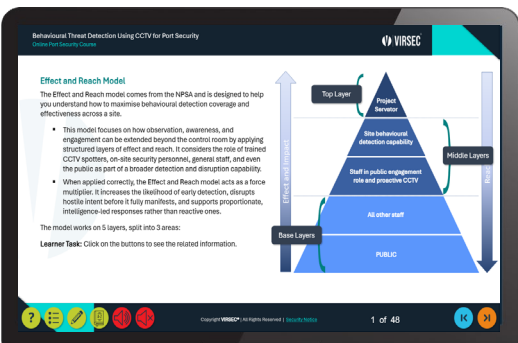 Behavioural Threat Detection Using CCTV for Port Security
Online Port Security Course
VIRSEC
Effect and Reach Model
The Effect and Reach model comes from the NPSA and is designed to help
you understand how to maximise behavioural detection coverage and
effectiveness across a site.
This model focuses on how observation, awareness, and
engagement can be extended beyond the control room by applying
structured layers of effect and reach. It considers the role of trained
CCTV spotters, on-site security personnel, general staff, and even
the public as part of a broader detection and disruption capability.
When applied correctly, the Effect and Reach model acts as a force
multiplier. It increases the likelihood of early detection, disrupts
hostile intent before it fully manifests, and supports proportionate,
intelligence-led responses rather than reactive ones.
The model works on 5 layers, split into 3 areas:
Learner Task: Click on the buttons to see the related information.
Effect and Impact
Top Layer
Project
Servator
Site behavioural
detection capability
Middle Layers
Staff in public engagement
role and proactive CCTV
Reach
All other staff
Base Layers
PUBLIC
?
Copyright VIRSEC® | All Rights Reserved | Security Notice
1 of 48